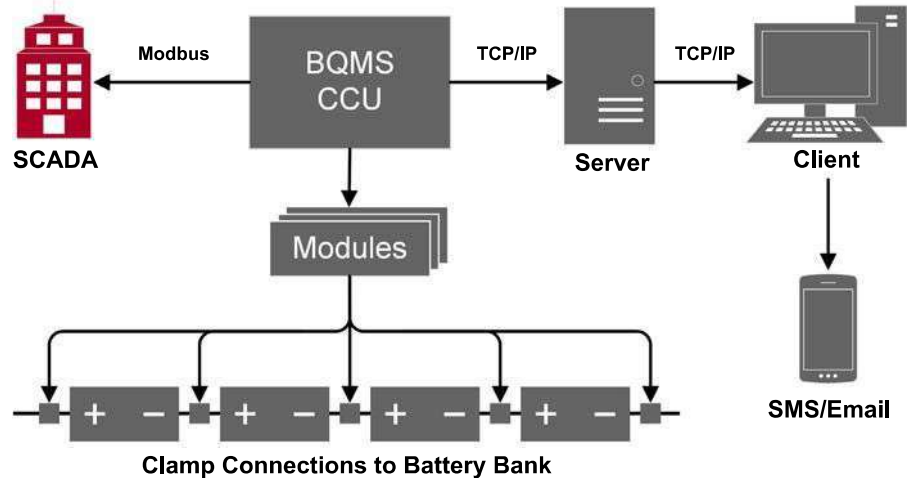 Modbus
BQMS
CCU
TCP/IP
TCP/IP
SCADA
Server
Client
Modules
+ − + − + − + −
SMS/Email
Clamp Connections to Battery Bank